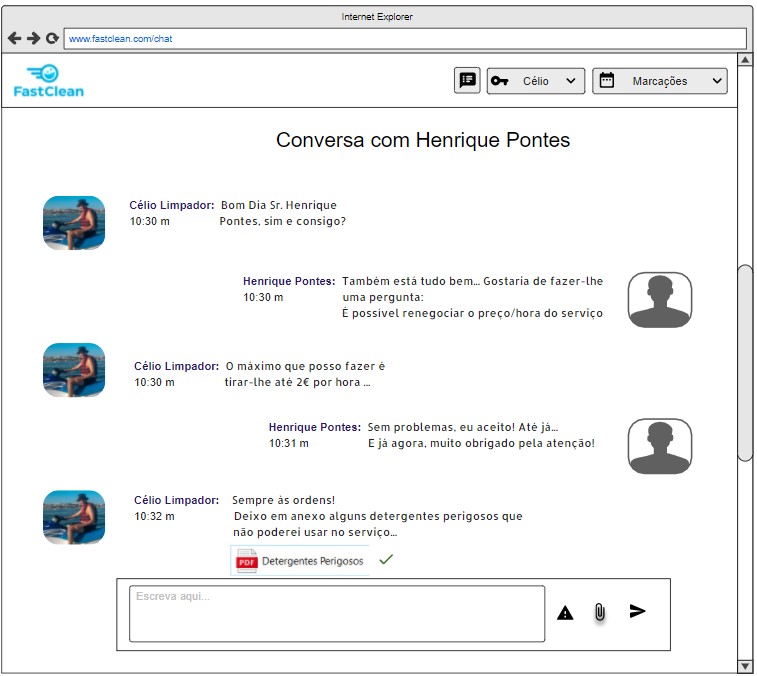 Internet Explorer
www.fastclean.com/chat
FastClean
Célio
Marcações
Conversa com Henrique Pontes
Célio Limpador: Bom Dia Sr. Henrique
10:30 m Pontes, sim e consigo?
Henrique Pontes: Também está tudo bem... Gostaria de fazer-lhe
10:30 m uma pergunta:
É possível renegociar o preço/hora do serviço
Célio Limpador: O máximo que posso fazer é
10:30 m tirar-lhe até 2€ por hora ...
Henrique Pontes: Sem problemas, eu aceito! Até já...
10:31 m E já agora, muito obrigado pela atenção!
Célio Limpador: Sempre às ordens!
10:32 m Deixo em anexo alguns detergentes perigosos que
não poderei usar no serviço...
PDF Detergentes Perigosos
Escreva aqui...